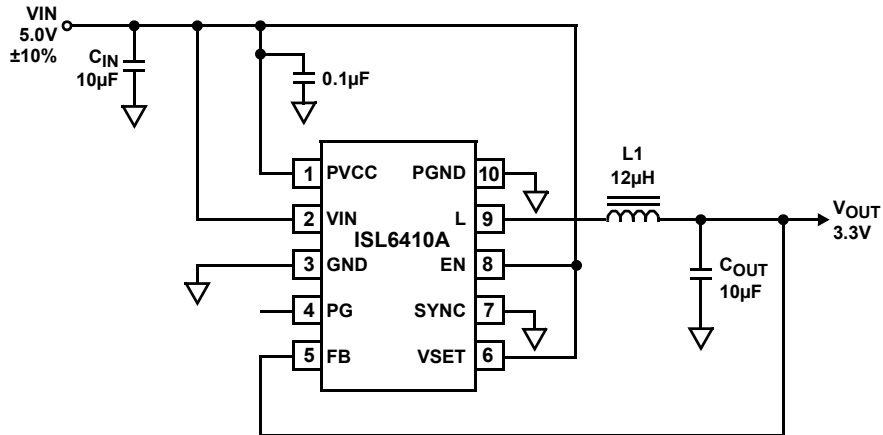 VIN
5.0V
±10%
CIN
10µF
0.1µF
1 PVCC
PGND 10
2 VIN
L 9
ISL6410A
3 GND
EN 8
4 PG
SYNC 7
5 FB
VSET 6
L1
12µH
VOUT
3.3V
COUT
10µF